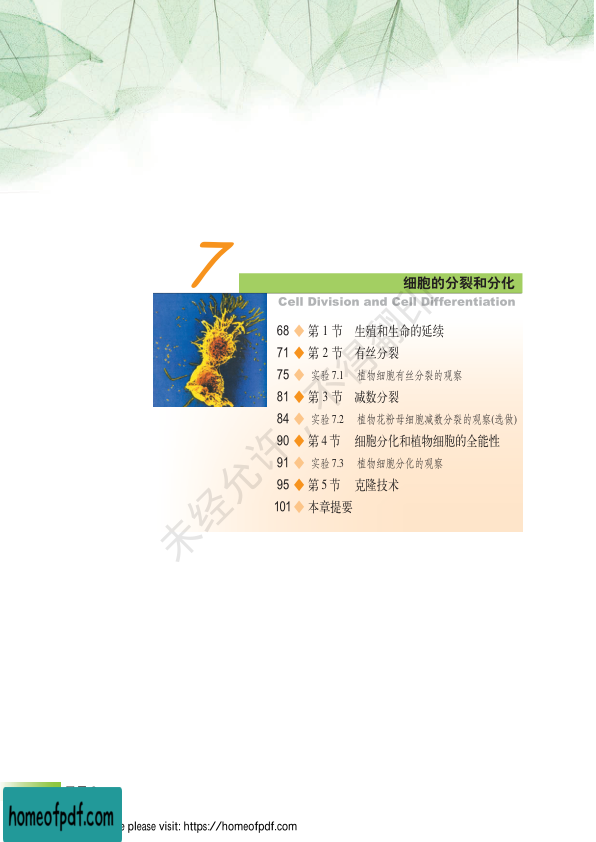 7
细胞的分裂和分化
Cell Division and Cell Differentiation
68 ◆ 第1节 生殖和生命的延续
71 ◆ 第2节 有丝分裂
75 ◆ 实验7.1 植物细胞有丝分裂的观察
81 ◆ 第3节 减数分裂
84 ◆ 实验7.2 植物花粉母细胞减数分裂的观察(选做)
90 ◆ 第4节 细胞分化和植物细胞的全能性
91 ◆ 实验7.3 植物细胞分化的观察
95 ◆ 第5节 克隆技术
101 ◆ 本章提要
未经允许，不得翻印
homeofpdf.com
please visit: https://homeofpdf.com